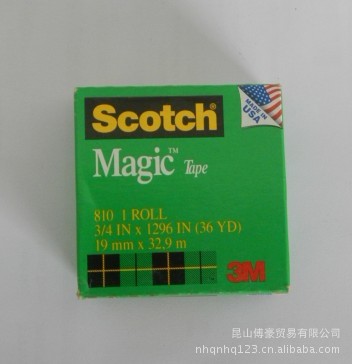 MADE IN
USA
Scotch
Magic™ Tape
810 1 ROLL
3/4 IN x 1296 IN (36 YD)
19 mm x 32,9 m
3M
昆山傅豪贸易有限公司
nhqnhq123.cn.alibaba.com